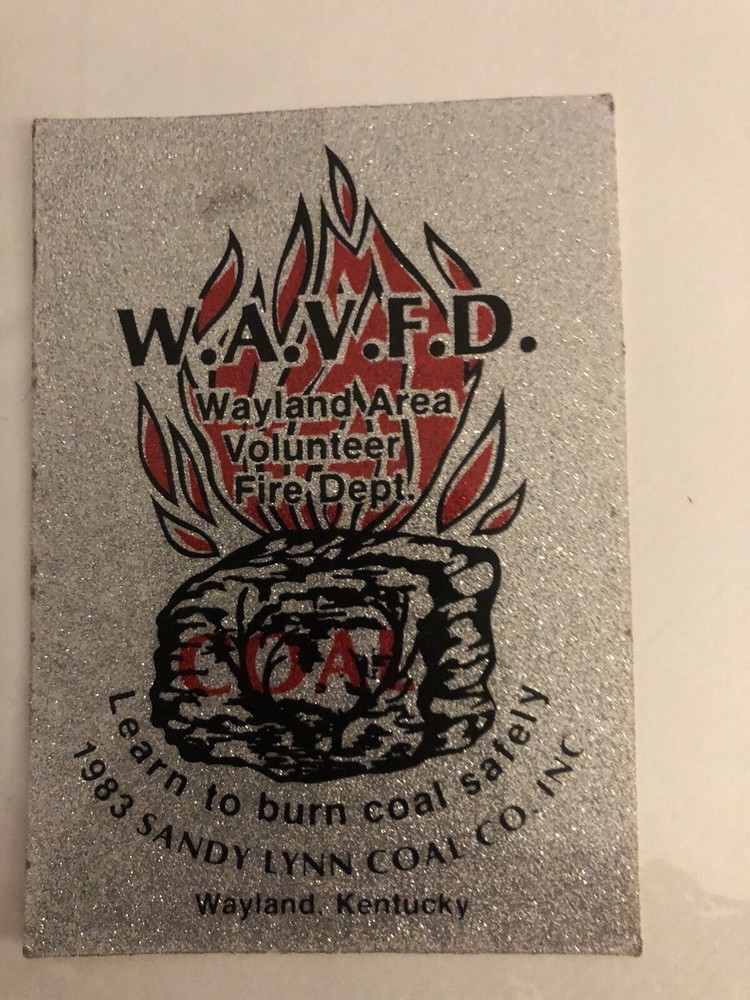 W.A.V.F.D.
Wayland Area
Volunteer
Fire Dept.
COAL
Learn to burn coal safely
1983 SANDY LYNN COAL CO. INC.
Wayland, Kentucky